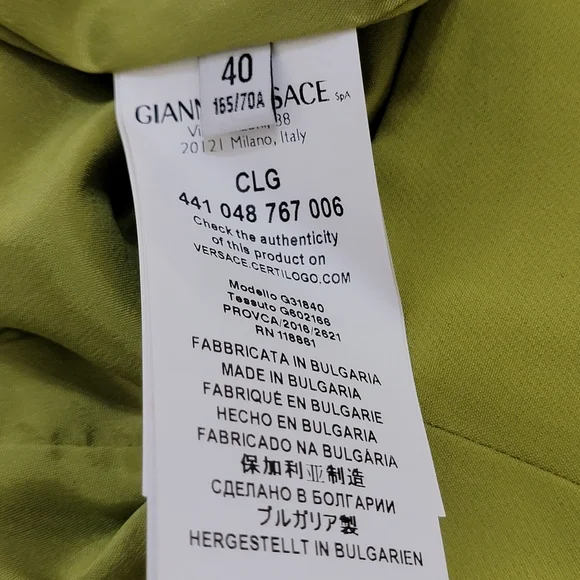 40
165/70A
SpA
20121 Milano, Italy
CLG
441 048 767 006
Check the authenticity
of this product on
VERSACE.CERTILOGO.COM
Modello G31840
Tessuto G602166
PROVCA/2016/2621
RN 118861
FABBRICATA IN BULGARIA
MADE IN BULGARIA
FABRIQUÉ EN BULGARIE
HECHO EN BULGARIA
FABRICADO NA BULGÁRIA
保加利亚制造
СДЕЛАНО В БОЛГАРИИ
ブルガリア製
HERGESTELLT IN BULGARIEN